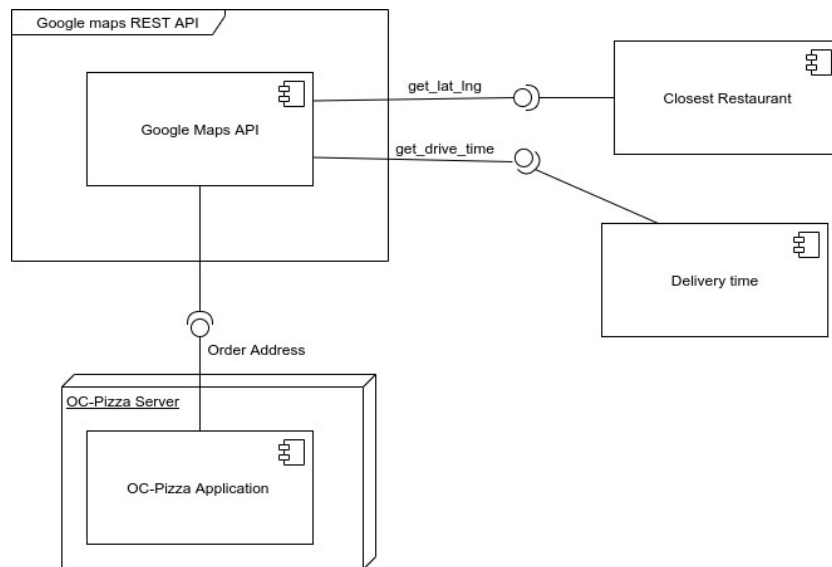 Google maps REST API
get_lat_lng
Closest Restaurant
Google Maps API
get_drive_time
Delivery time
Order Address
OC-Pizza Server
OC-Pizza Application